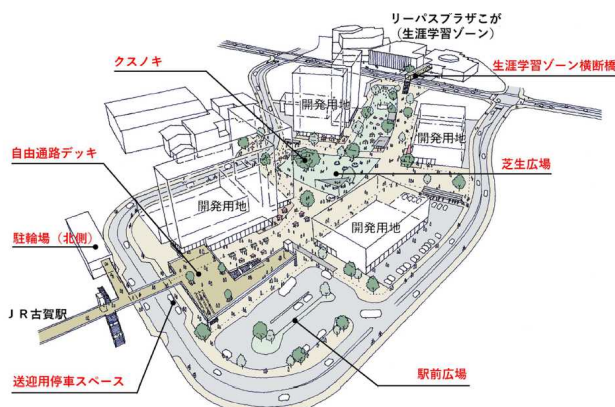 リーパスプラザこが
（生涯学習ゾーン）
クスノキ
生涯学習ゾーン横断橋
開発用地
開発用地
自由通路デッキ
芝生広場
開発用地
開発用地
駐輪場（北側）
ＪＲ古賀駅
送迎用停車スペース
駅前広場